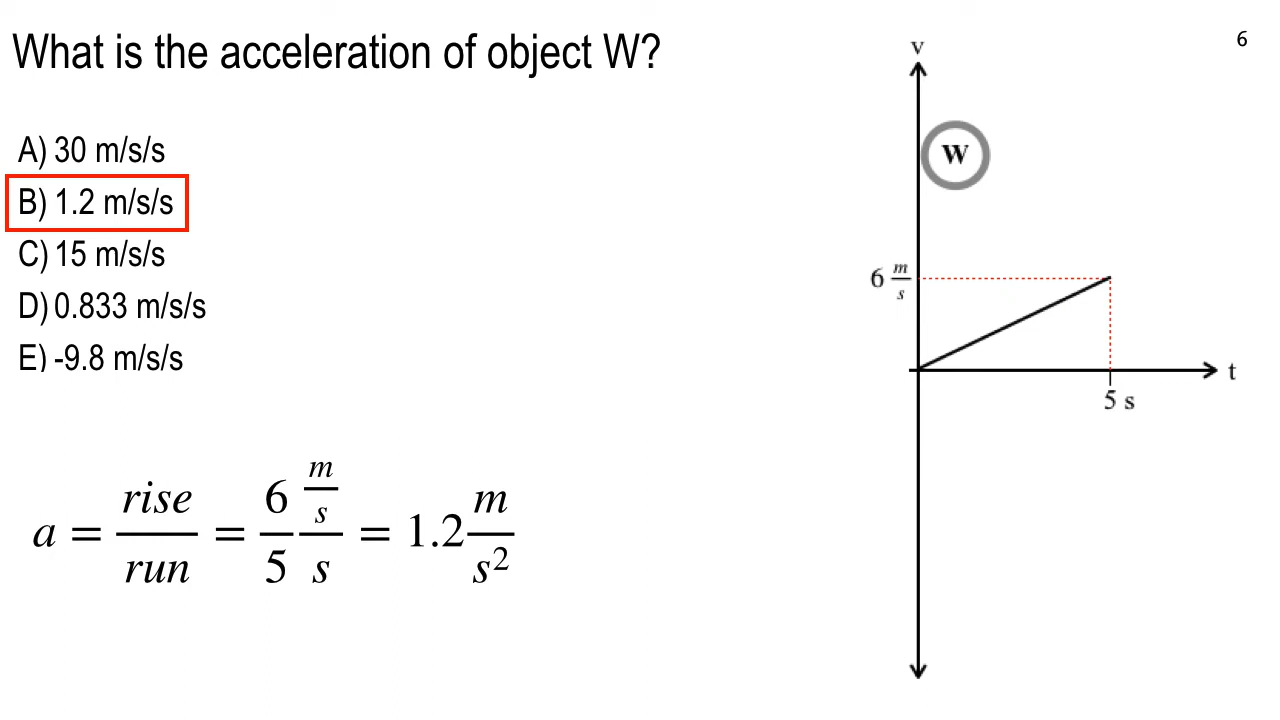 What is the acceleration of object W?
6
A) 30 m/s/s
B) 1.2 m/s/s
C) 15 m/s/s
D) 0.833 m/s/s
E) -9.8 m/s/s
a = rise/run = 6/5 (m/s)/s = 1.2 m/s²
v
W
6 m/s
t
5 s